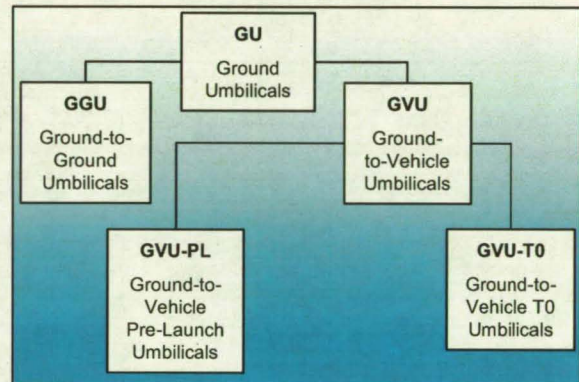 GU
Ground
Umbilicals
GGU
Ground-to-
Ground
Umbilicals
GVU
Ground-
to-Vehicle
Umbilicals
GVU-PL
Ground-to-
Vehicle
Pre-Launch
Umbilicals
GVU-T0
Ground-to-
Vehicle T0
Umbilicals